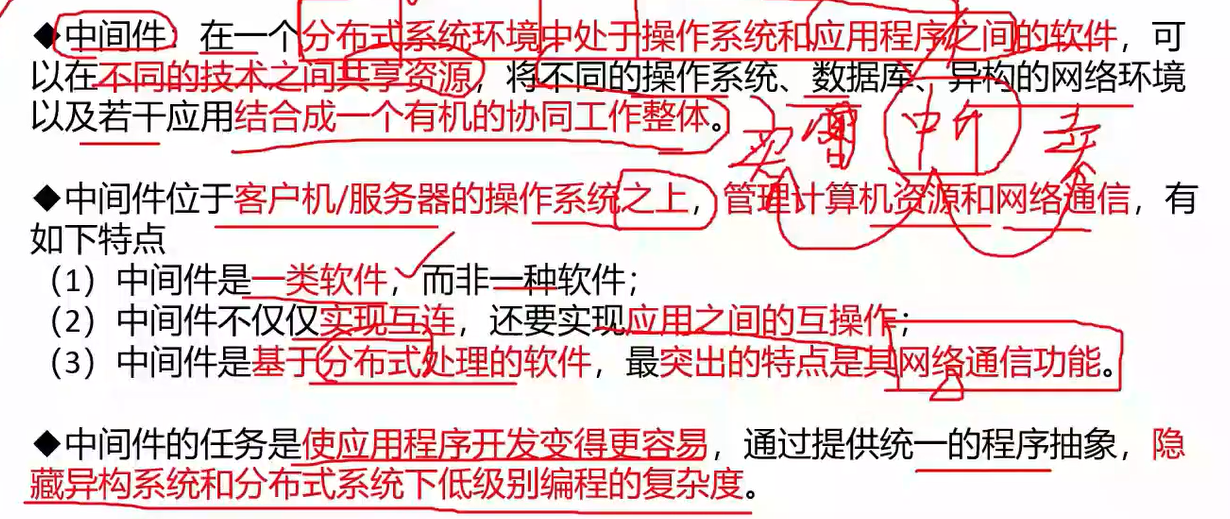 ◆中间件：在一个分布式系统环境中处于操作系统和应用程序之间的软件，可
以在不同的技术之间共享资源，将不同的操作系统、数据库、异构的网络环境
以及若干应用结合成一个有机的协同工作整体。
买 中介 卖
◆中间件位于客户机/服务器的操作系统之上，管理计算机资源和网络通信，有
如下特点
（1）中间件是一类软件，而非一种软件；
（2）中间件不仅仅实现互连，还要实现应用之间的互操作；
（3）中间件是基于分布式处理的软件，最突出的特点是其网络通信功能。
◆中间件的任务是使应用程序开发变得更容易，通过提供统一的程序抽象，隐
藏异构系统和分布式系统下低级别编程的复杂度。